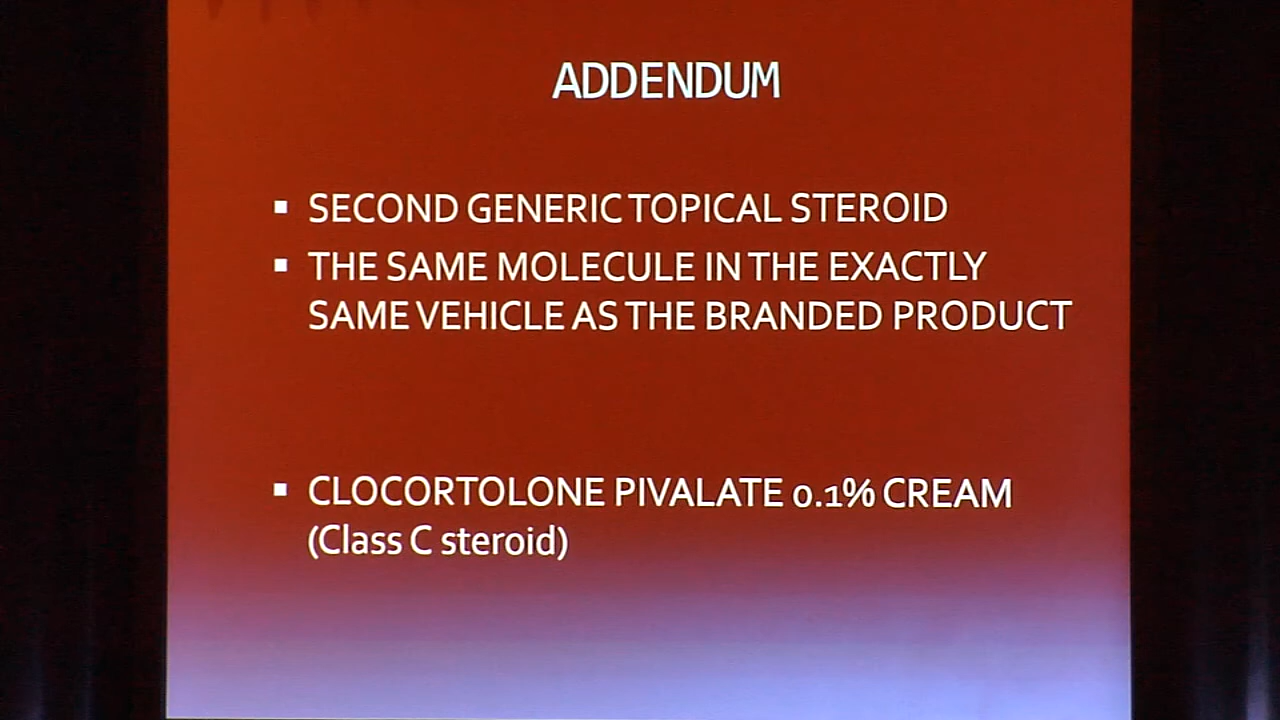 ADDENDUM
▪ SECOND GENERIC TOPICAL STEROID
▪ THE SAME MOLECULE IN THE EXACTLY
SAME VEHICLE AS THE BRANDED PRODUCT
▪ CLOCORTOLONE PIVALATE 0.1% CREAM
(Class C steroid)